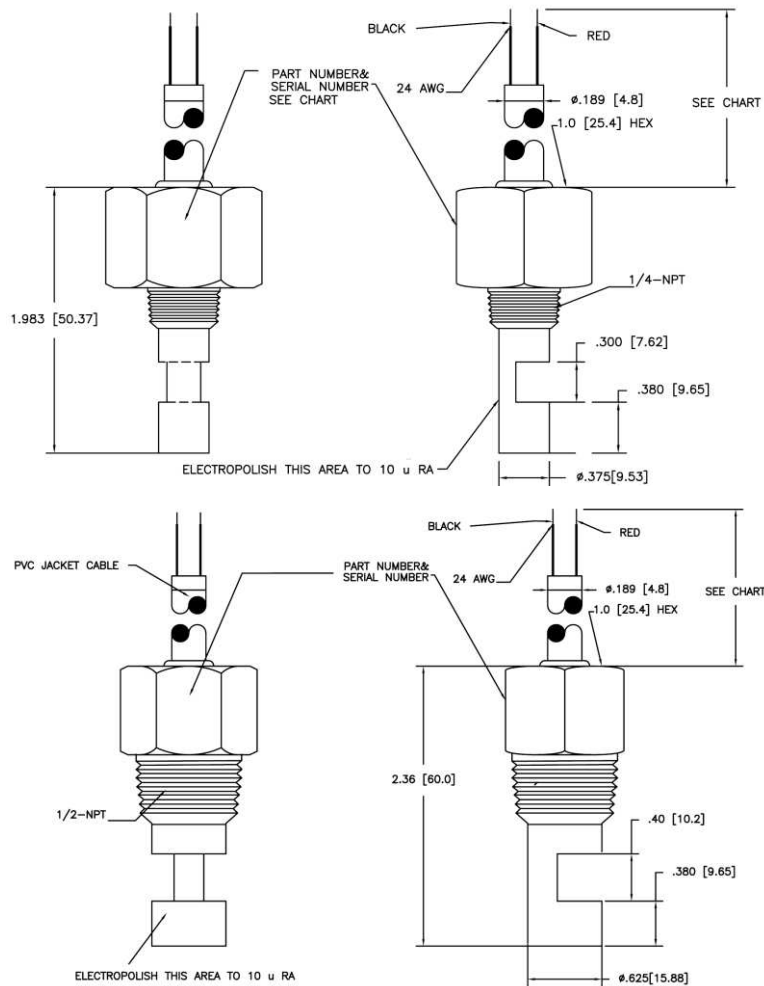 BLACK
RED
PART NUMBER&
SERIAL NUMBER
SEE CHART
24 AWG
ø.189 [4.8]
SEE CHART
1.0 [25.4] HEX
1/4-NPT
1.983 [50.37]
.300 [7.62]
.380 [9.65]
ELECTROPOLISH THIS AREA TO 10 u RA
ø.375[9.53]
BLACK
RED
PVC JACKET CABLE
PART NUMBER&
SERIAL NUMBER
24 AWG
ø.189 [4.8]
SEE CHART
1.0 [25.4] HEX
2.36 [60.0]
1/2-NPT
.40 [10.2]
.380 [9.65]
ELECTROPOLISH THIS AREA TO 10 u RA
ø.625[15.88]